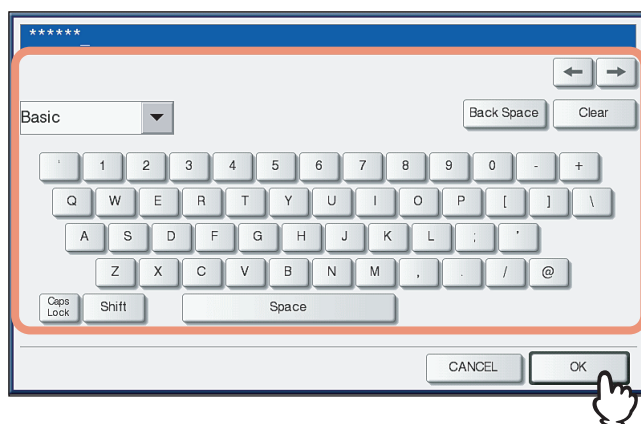 ******_
← →
Basic Back Space Clear
' 1 2 3 4 5 6 7 8 9 0 - +
Q W E R T Y U I O P [ ] \
A S D F G H J K L ; '
Z X C V B N M , . / @
Caps Lock Shift Space
CANCEL OK